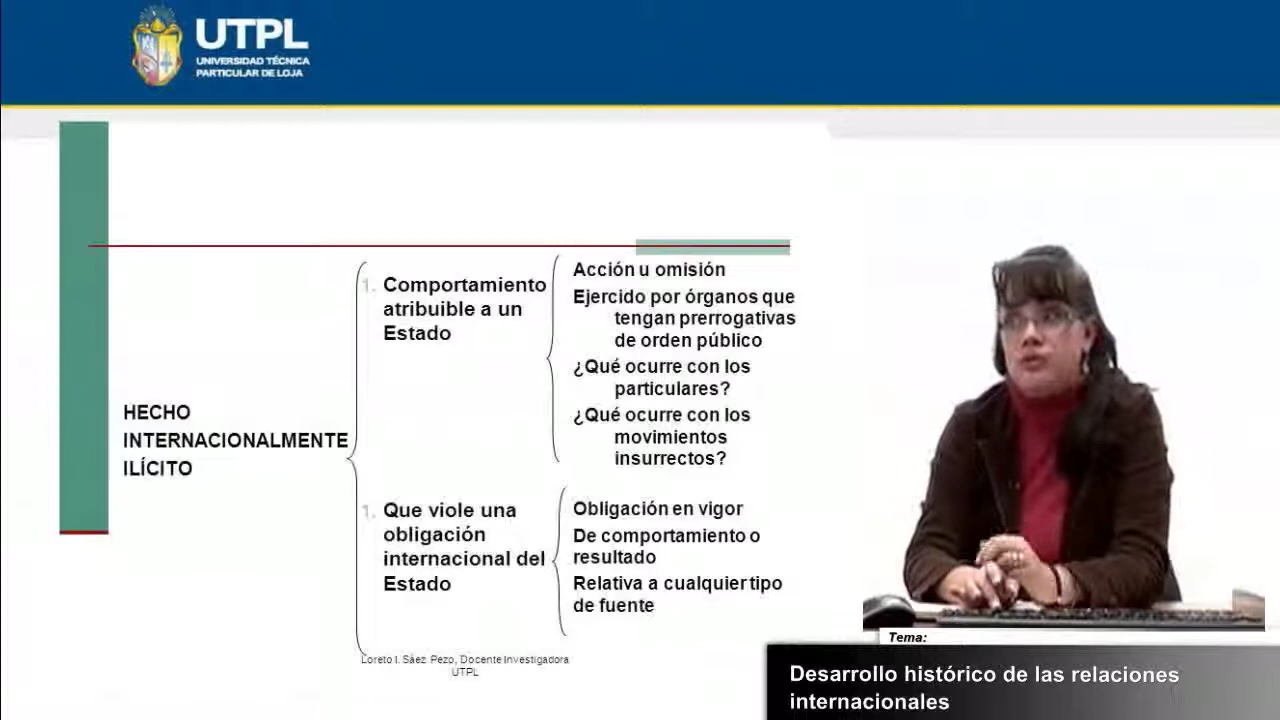 UTPL
UNIVERSIDAD TÉCNICA
PARTICULAR DE LOJA
HECHO
INTERNACIONALMENTE
ILÍCITO
1. Comportamiento
atribuible a un
Estado
Acción u omisión
Ejercido por órganos que
tengan prerrogativas
de orden público
¿Qué ocurre con los
particulares?
¿Qué ocurre con los
movimientos
insurrectos?
1. Que viole una
obligación
internacional del
Estado
Obligación en vigor
De comportamiento o
resultado
Relativa a cualquier tipo
de fuente
Loreto I. Sáez Pezo, Docente Investigadora
UTPL
Tema:
Desarrollo histórico de las relaciones
internacionales